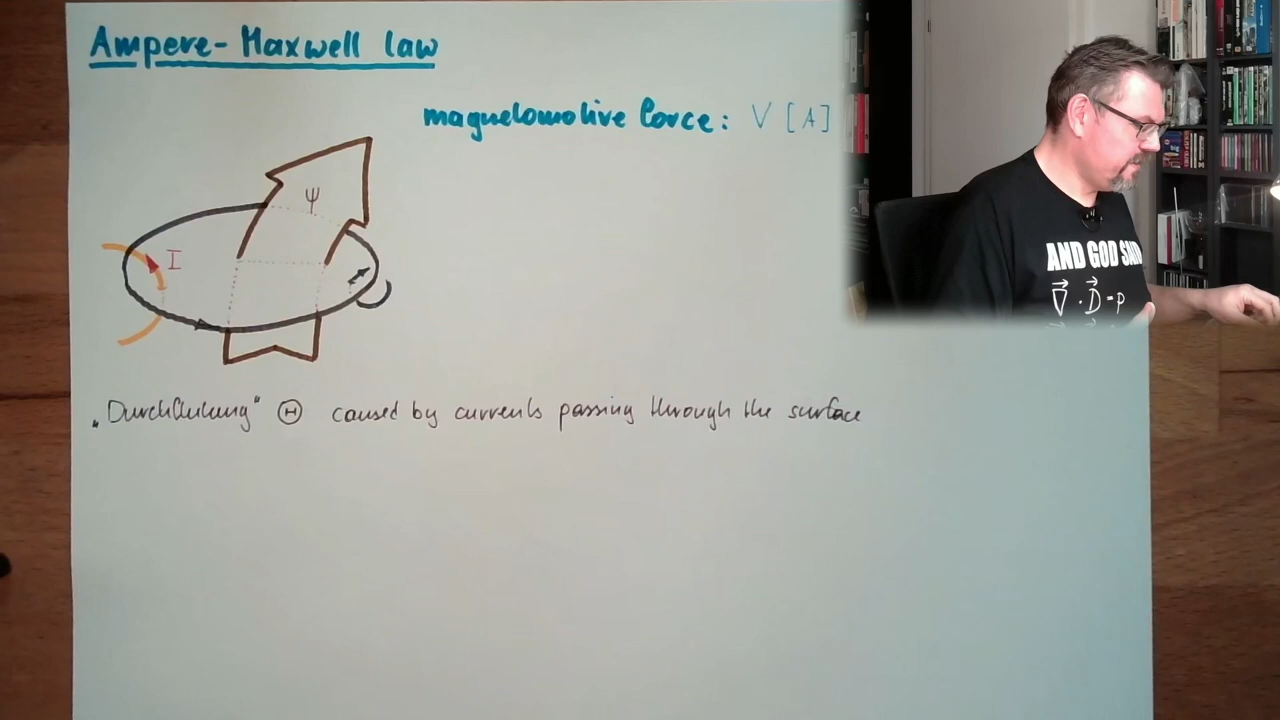 Ampere-Maxwell law
magnetomotive force: V [A]
Ψ
I
„Durchflutung" Θ caused by currents passing through the surface
AND GOD SAID
∇⃗ · D⃗ = ρ